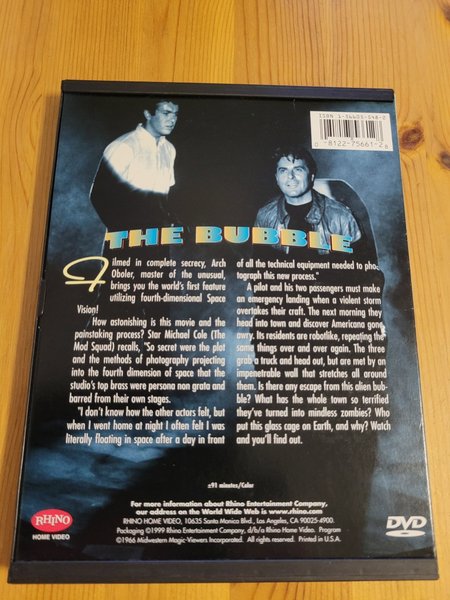 ISBN 1-56605-548-2
0 8122-75661-2 8
THE BUBBLE
Filmed in complete secrecy, Arch
Oboler, master of the unusual,
brings you the world's first feature
utilizing fourth-dimensional Space
Vision!
How astonishing is this movie and the
painstaking process? Star Michael Cole (The
Mod Squad) recalls, "So secret were the plot
and the methods of photography projecting
into the fourth dimension of space that the
studio's top brass were persona non grata and
barred from their own stages.
"I don't know how the other actors felt, but
when I went home at night I often felt I was
literally floating in space after a day in front
of all the technical equipment needed to pho-
tograph this new process."
A pilot and his two passengers must make
an emergency landing when a violent storm
overtakes their craft. The next morning they
head into town and discover Americana gone
awry. Its residents are robotlike, repeating the
same things over and over again. The three
grab a truck and head out, but are met by an
impenetrable wall that stretches all around
them. Is there any escape from this alien bub-
ble? What has the whole town so terrified
they've turned into mindless zombies? Who
put this glass cage on Earth, and why? Watch
and you'll find out.
±91 minutes/Color
For more information about Rhino Entertainment Company,
our address on the World Wide Web is www.rhino.com
RHINO HOME VIDEO, 10635 Santa Monica Blvd., Los Angeles, CA 90025-4900.
Packaging ©1999 Rhino Entertainment Company, d/b/a Rhino Home Video. Program
©1966 Midwestern Magic-Viewers Incorporated. All Rights Reserved. Printed in U.S.A.
RHINO
HOME VIDEO
DVD
VIDEO